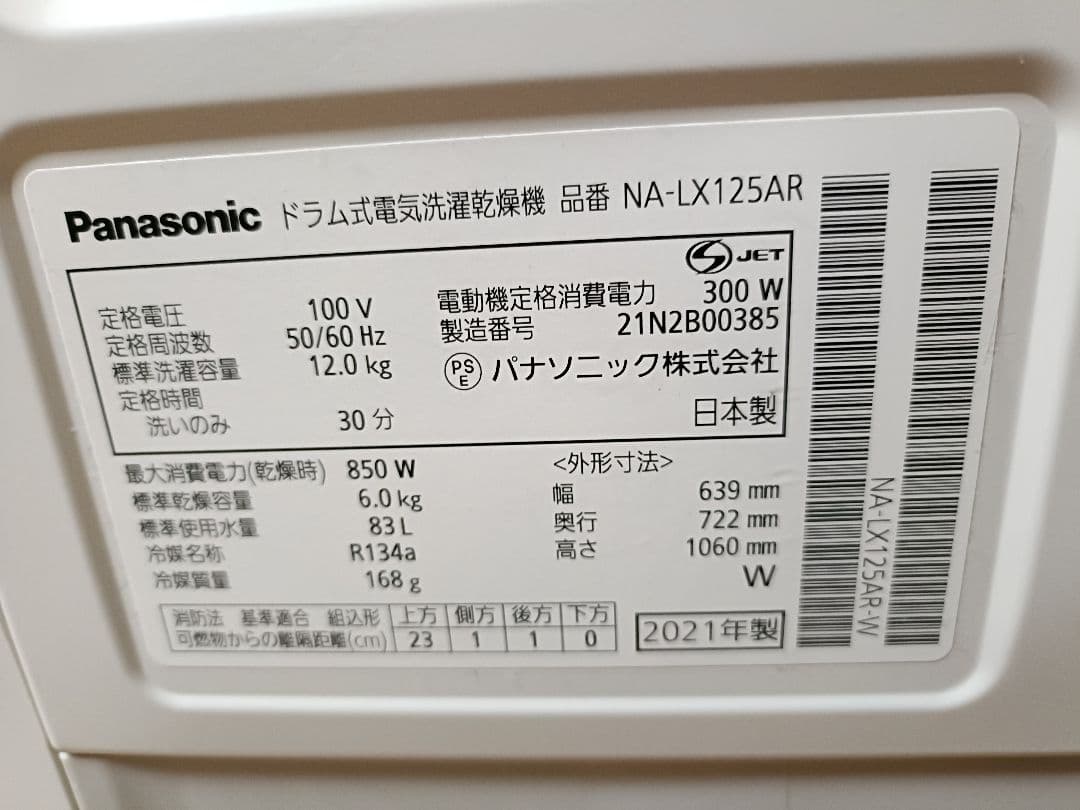 Panasonic ドラム式電気洗濯乾燥機 品番 NA-LX125AR
S JET
定格電圧 100 V
定格周波数 50/60 Hz
標準洗濯容量 12.0 kg
定格時間
洗いのみ 30 分
電動機定格消費電力 300 W
製造番号 21N2B00385
PS E パナソニック株式会社
日本製
最大消費電力(乾燥時) 850 W
標準乾燥容量 6.0 kg
標準使用水量 83 L
冷媒名称 R134a
冷媒質量 168 g
<外形寸法>
幅 639 mm
奥行 722 mm
高さ 1060 mm
W
消防法 基準適合 組込形 上方 側方 後方 下方
可燃物からの離隔距離(cm) 23 1 1 0
2021年製
NA-LX125AR-W